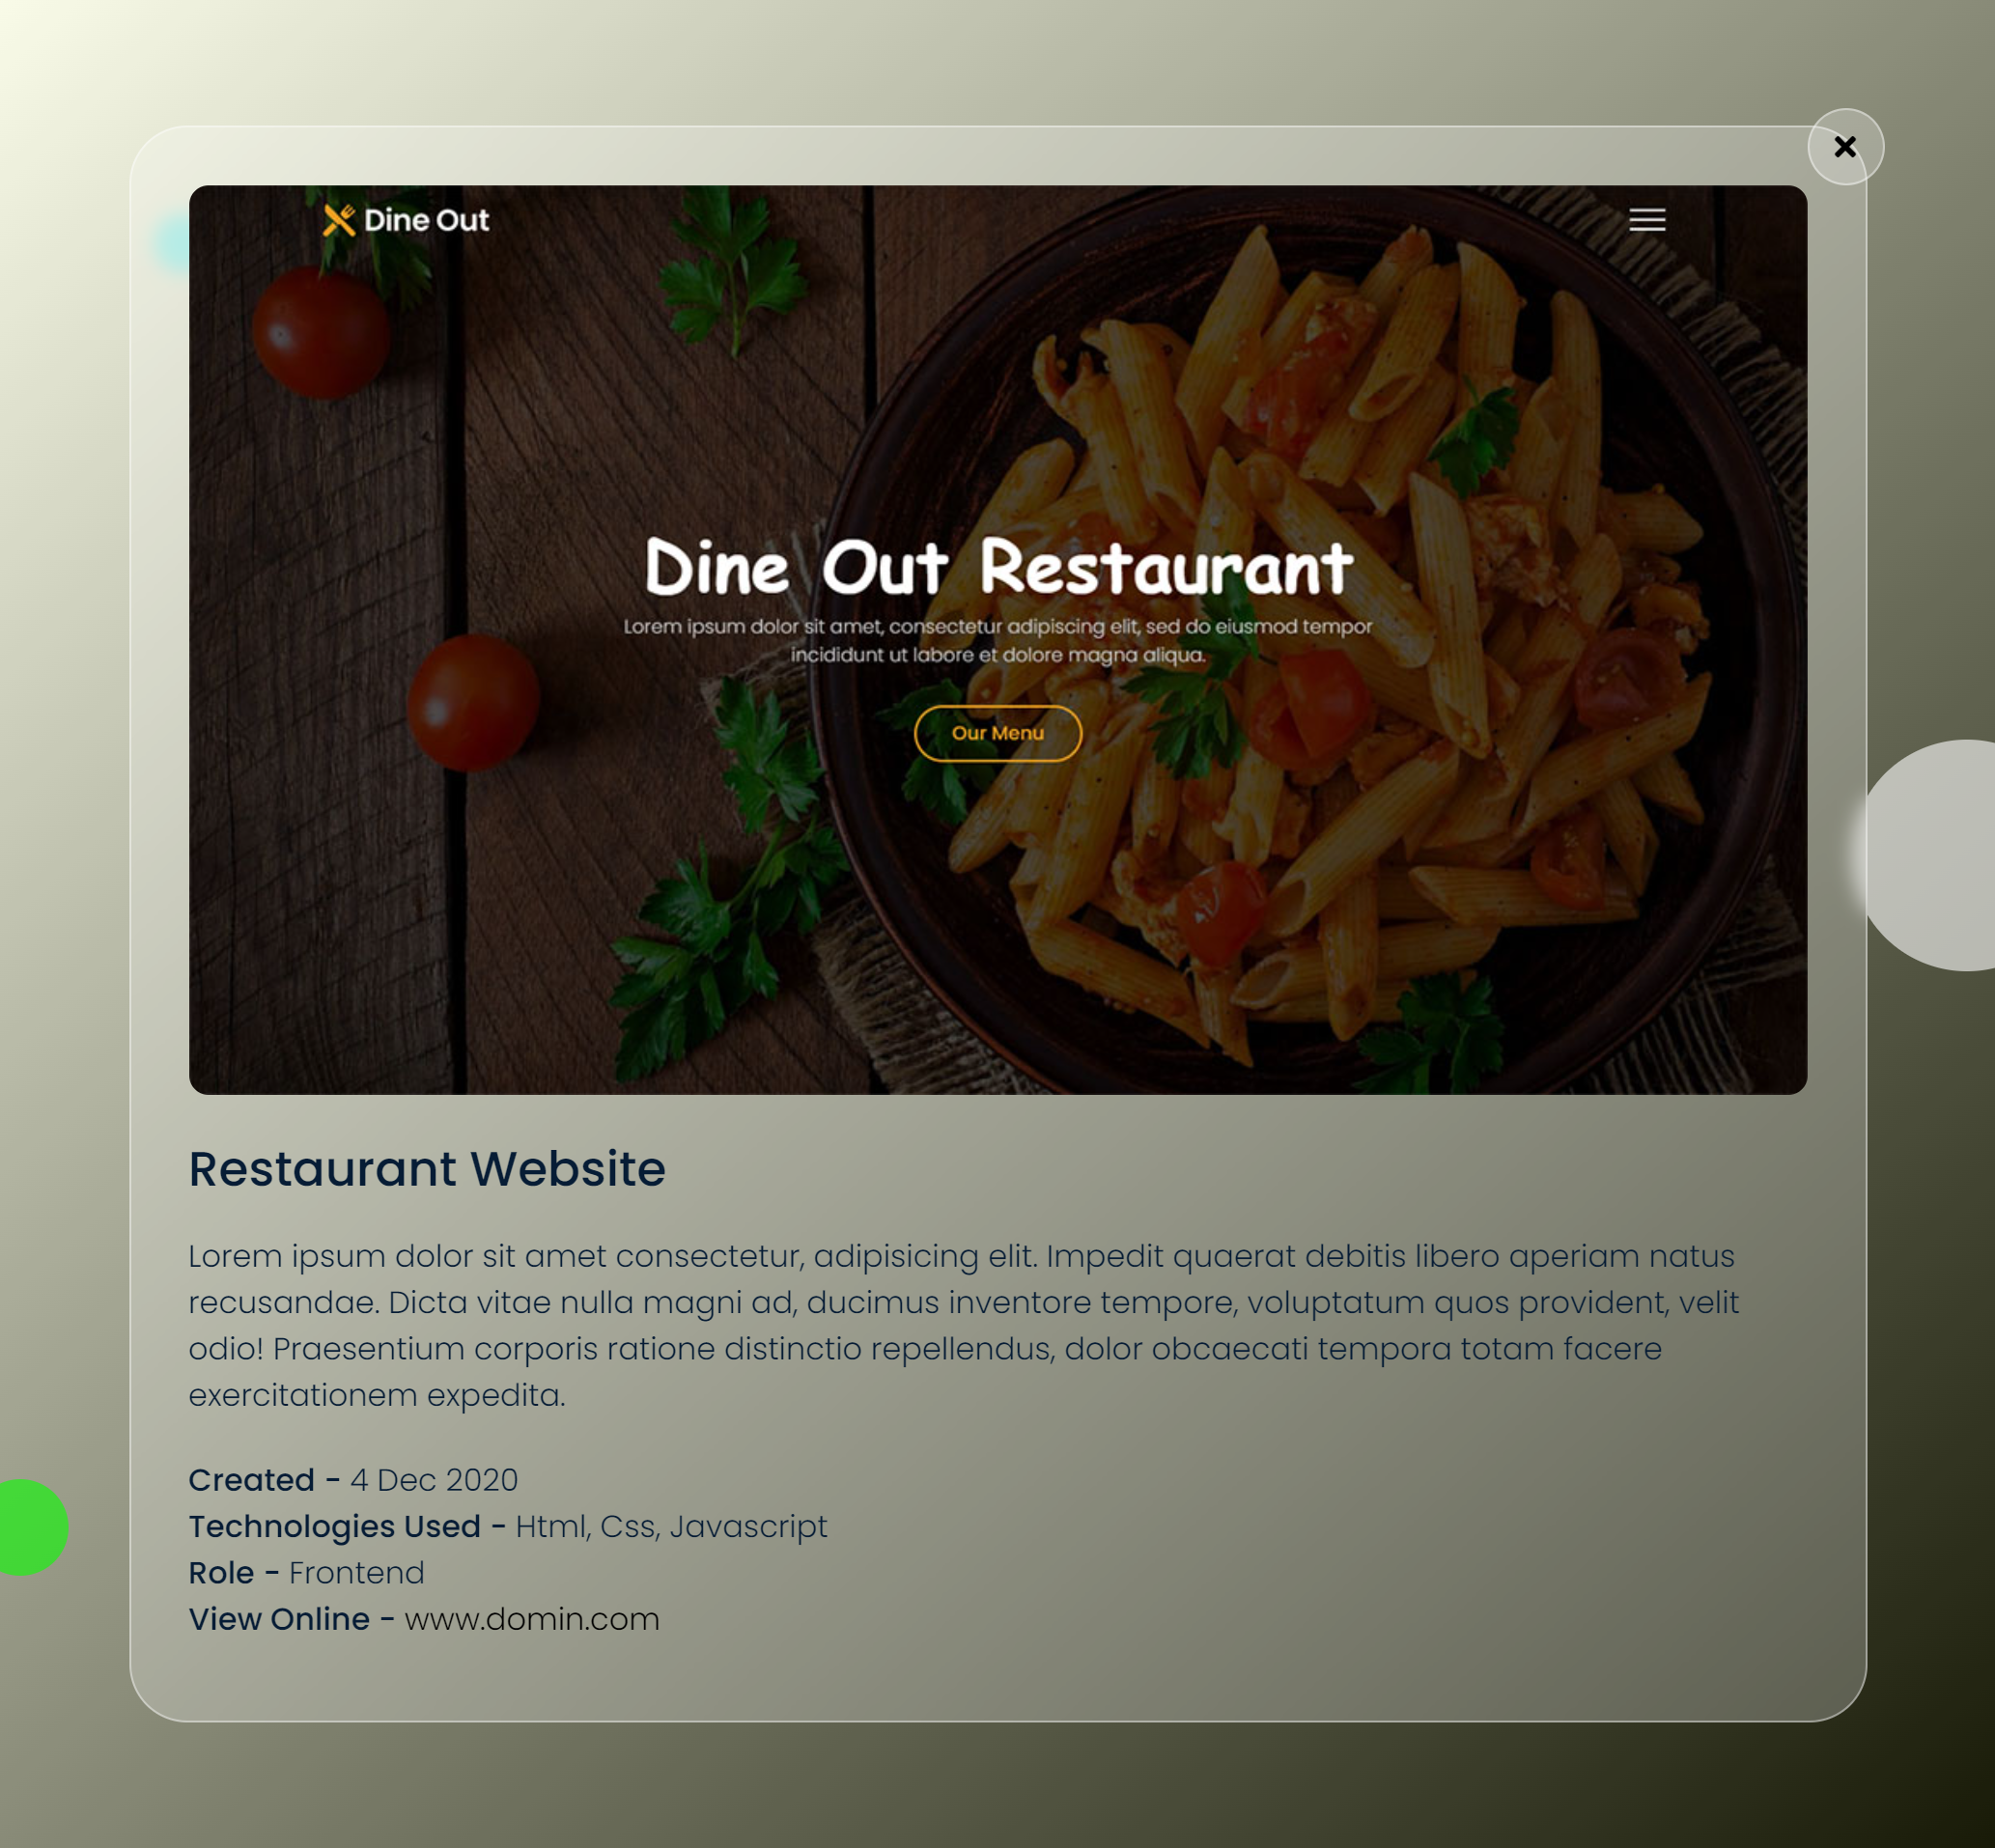 Dine Out
Dine Out Restaurant
Lorem ipsum dolor sit amet, consectetur adipiscing elit, sed do eiusmod tempor
incididunt ut labore et dolore magna aliqua.
Our Menu
Restaurant Website
Lorem ipsum dolor sit amet consectetur, adipisicing elit. Impedit quaerat debitis libero aperiam natus
recusandae. Dicta vitae nulla magni ad, ducimus inventore tempore, voluptatum quos provident, velit
odio! Praesentium corporis ratione distinctio repellendus, dolor obcaecati tempora totam facere
exercitationem expedita.
Created - 4 Dec 2020
Technologies Used - Html, Css, Javascript
Role - Frontend
View Online - www.domin.com